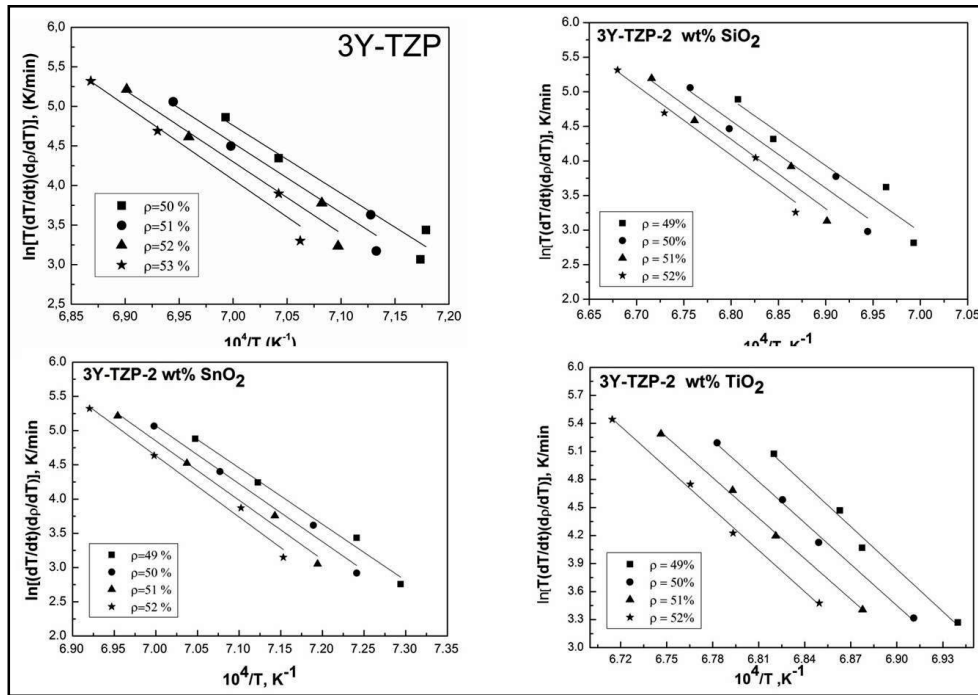 3Y-TZP
ln[T(dT/dt)(dρ/dT)], (K/min)
5,5
5,0
4,5
4,0
3,5
3,0
2,5
■ ρ=50 %
● ρ=51 %
▲ ρ=52 %
★ ρ=53 %
6,85 6,90 6,95 7,00 7,05 7,10 7,15 7,20
10⁴/T (K⁻¹)
3Y-TZP-2 wt% SiO₂
ln[T(dT/dt)(dρ/dT)], K/min
6.0
5.5
5.0
4.5
4.0
3.5
3.0
2.5
2.0
■ ρ = 49%
● ρ = 50%
▲ ρ = 51%
★ ρ = 52%
6.65 6.70 6.75 6.80 6.85 6.90 6.95 7.00 7.05
10⁴/T, K⁻¹
3Y-TZP-2 wt% SnO₂
ln[(dT/dt)(dρ/dT)], K/min
6.0
5.5
5.0
4.5
4.0
3.5
3.0
2.5
2.0
■ ρ=49 %
● ρ=50 %
▲ ρ=51 %
★ ρ=52 %
6.90 6.95 7.00 7.05 7.10 7.15 7.20 7.25 7.30 7.35
10⁴/T, K⁻¹
3Y-TZP-2 wt% TiO₂
ln[T(dT/dt)(dρ/dT)], K/min
6.0
5.7
5.4
5.1
4.8
4.5
4.2
3.9
3.6
3.3
3.0
■ ρ = 49%
● ρ = 50%
▲ ρ = 51%
★ ρ = 52%
6.72 6.75 6.78 6.81 6.84 6.87 6.90 6.93
10⁴/T ,K⁻¹